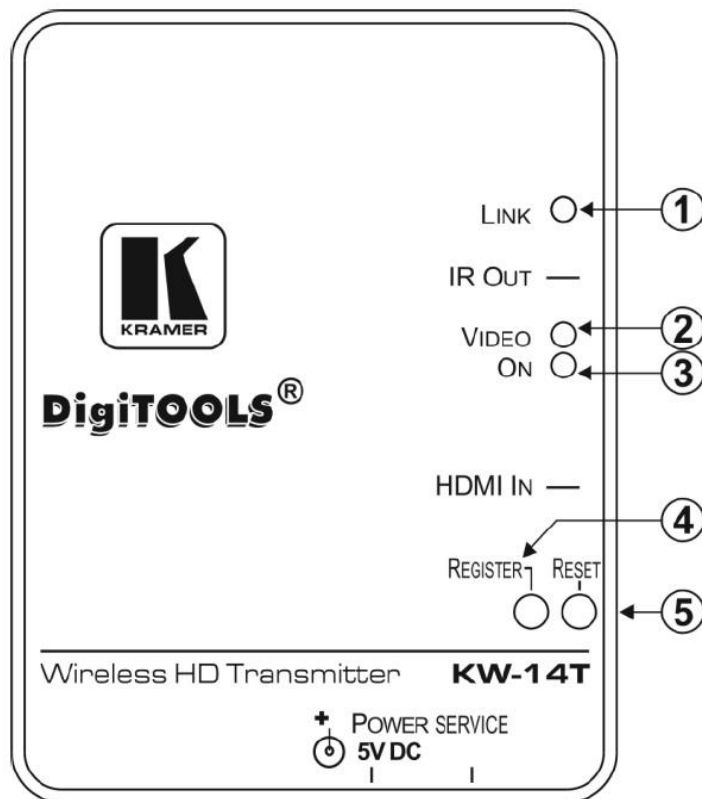 LINK
1
IR OUT
KRAMER
VIDEO
2
ON
3
DigiTOOLS®
HDMI IN
4
REGISTER
RESET
5
Wireless HD Transmitter KW-14T
+ POWER SERVICE
5V DC